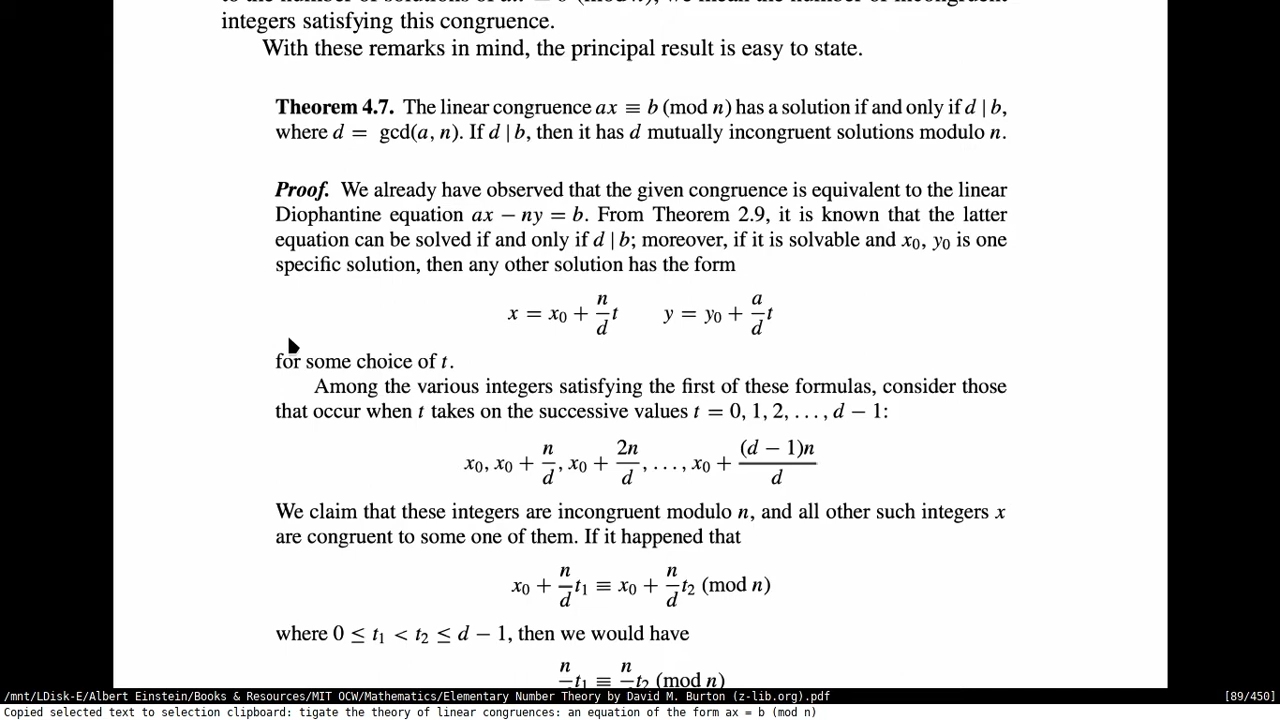 integers satisfying this congruence.
With these remarks in mind, the principal result is easy to state.
Theorem 4.7. The linear congruence ax ≡ b (mod n) has a solution if and only if d | b,
where d = gcd(a, n). If d | b, then it has d mutually incongruent solutions modulo n.
Proof. We already have observed that the given congruence is equivalent to the linear
Diophantine equation ax − ny = b. From Theorem 2.9, it is known that the latter
equation can be solved if and only if d | b; moreover, if it is solvable and x₀, y₀ is one
specific solution, then any other solution has the form
x = x₀ + n/d t y = y₀ + a/d t
for some choice of t.
Among the various integers satisfying the first of these formulas, consider those
that occur when t takes on the successive values t = 0, 1, 2, . . . , d − 1:
x₀, x₀ + n/d, x₀ + 2n/d, . . . , x₀ + (d − 1)n/d
We claim that these integers are incongruent modulo n, and all other such integers x
are congruent to some one of them. If it happened that
x₀ + n/d t₁ ≡ x₀ + n/d t₂ (mod n)
where 0 ≤ t₁ < t₂ ≤ d − 1, then we would have
n/d t₁ ≡ n/d t₂ (mod n)
/mnt/LDisk-E/Albert Einstein/Books & Resources/MIT OCW/Mathematics/Elementary Number Theory by David M. Burton (z-lib.org).pdf [89/450]
Copied selected text to selection clipboard: tigate the theory of linear congruences: an equation of the form ax = b (mod n)